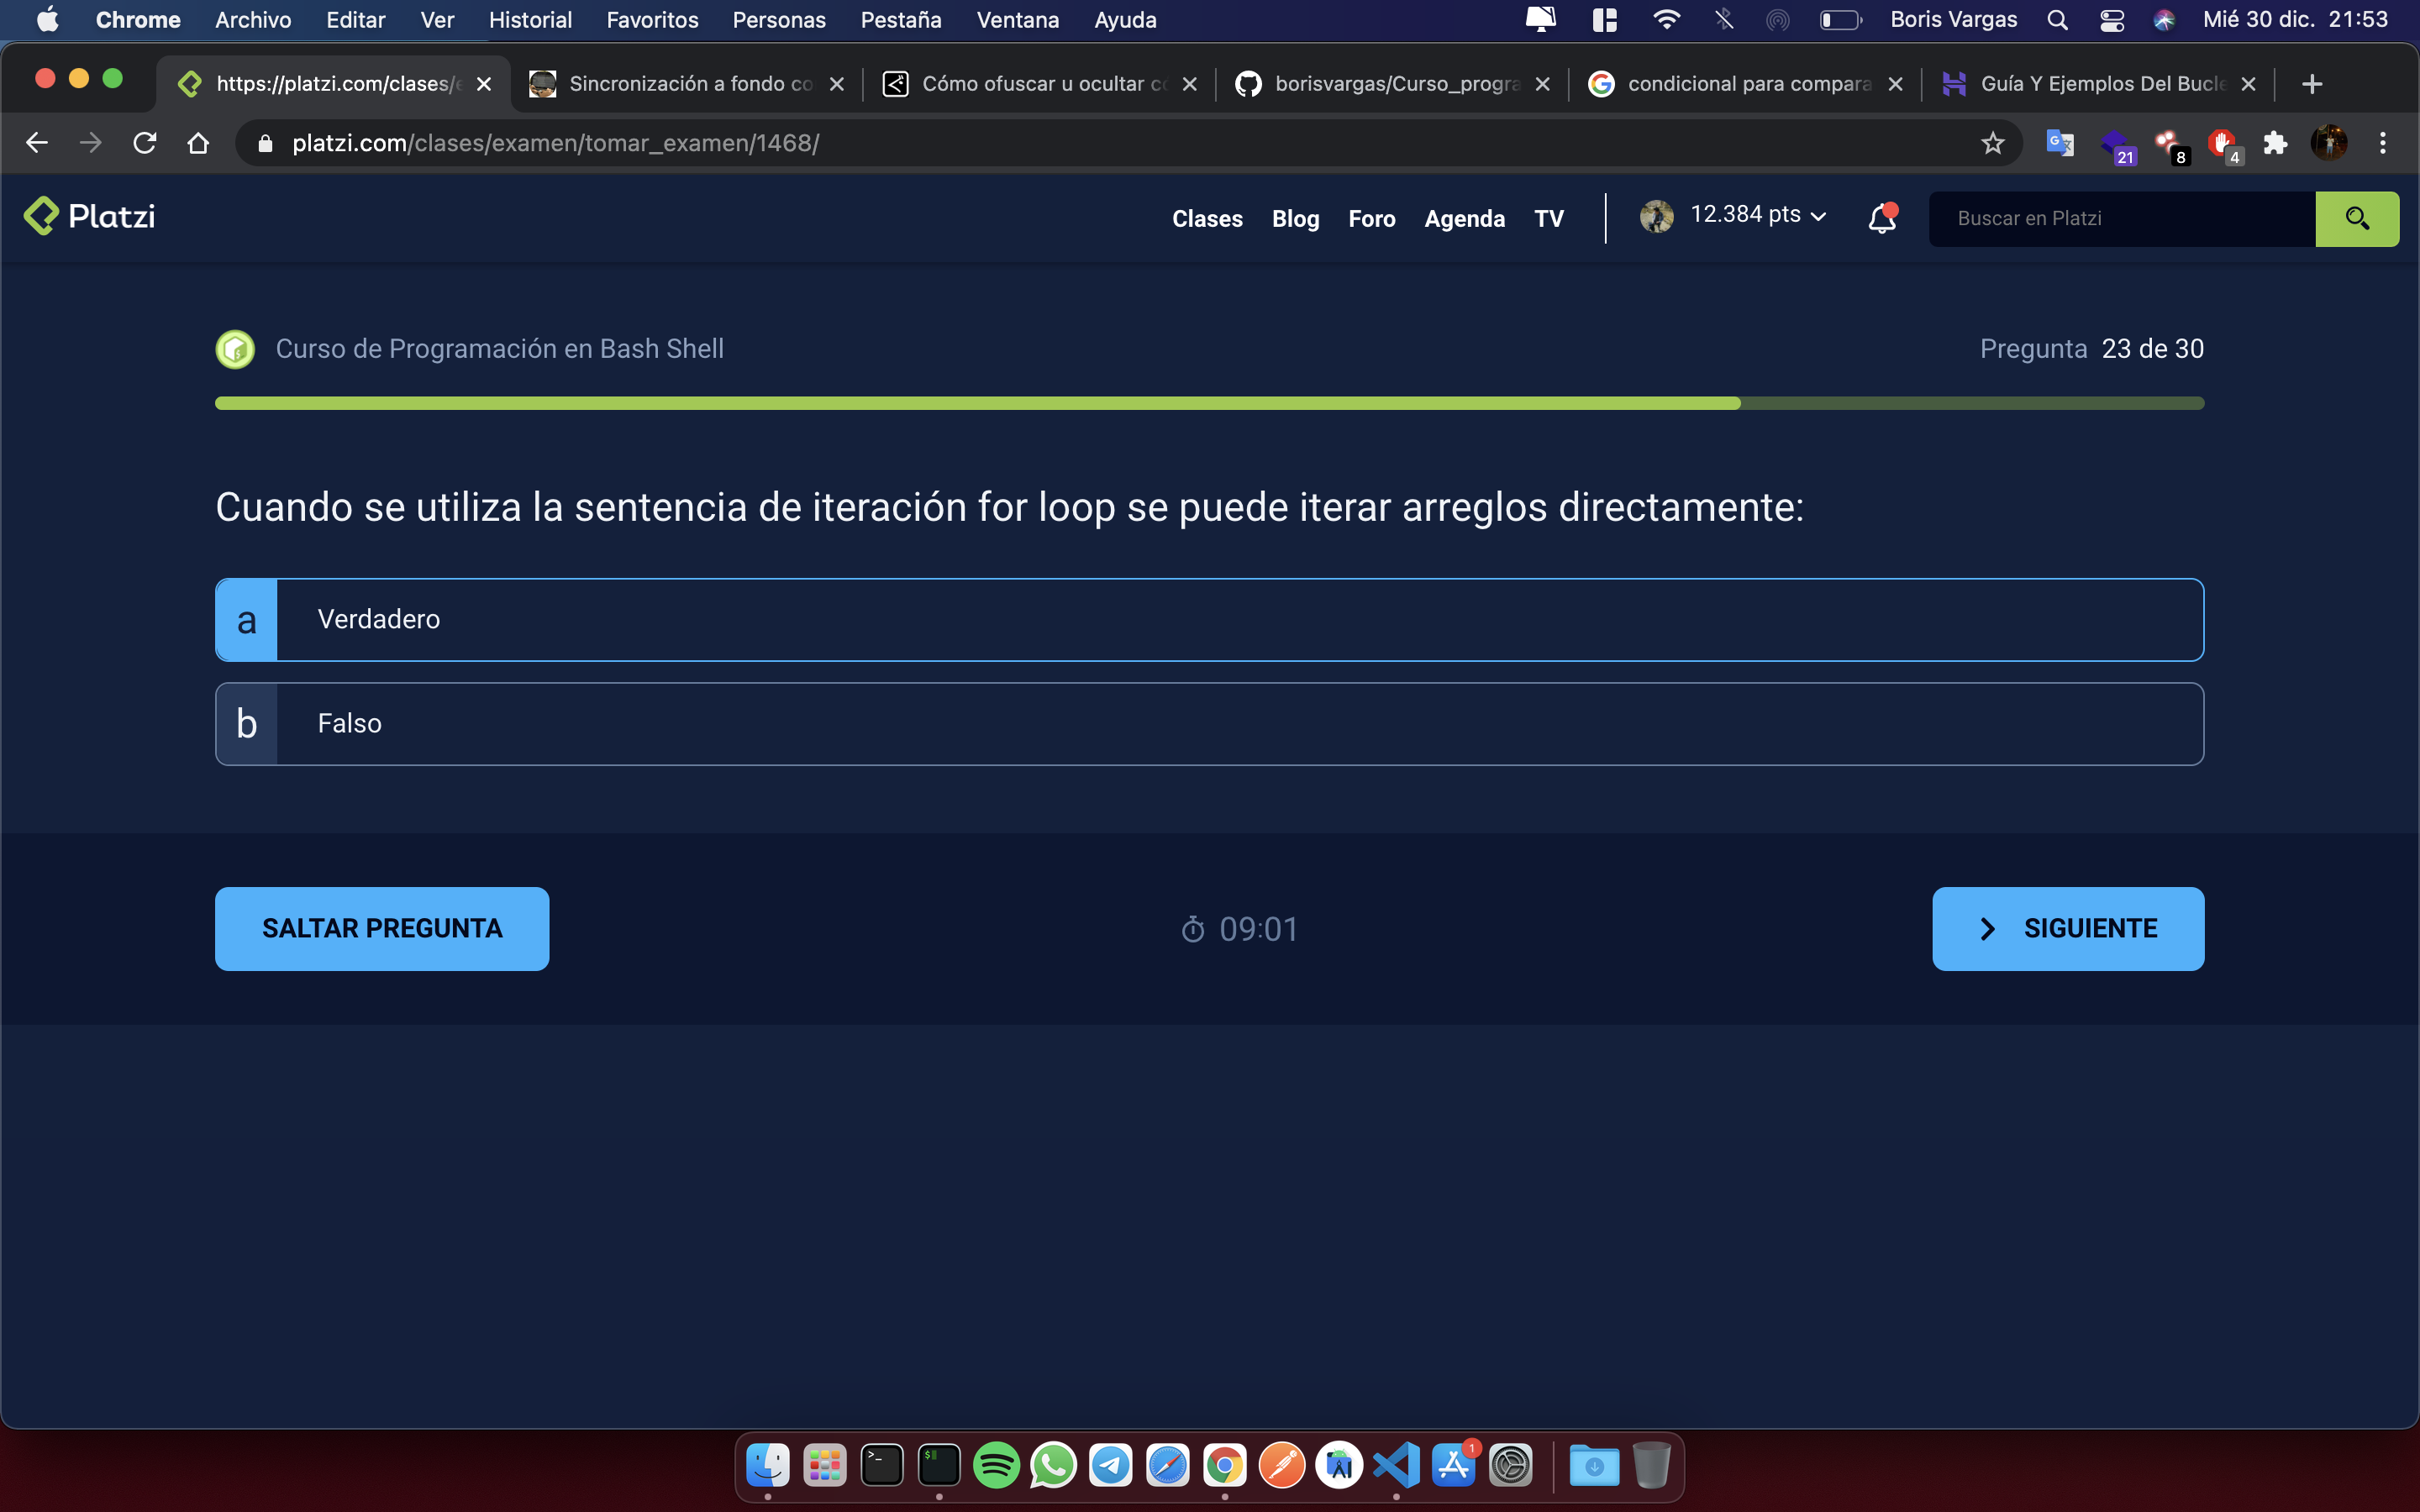 Chrome Archivo Editar Ver Historial Favoritos Personas Pestaña Ventana Ayuda Boris Vargas Mié 30 dic. 21:53
https://platzi.com/clases/e Sincronización a fondo co Cómo ofuscar u ocultar có borisvargas/Curso_progra condicional para compara Guía Y Ejemplos Del Bucle
platzi.com/clases/examen/tomar_examen/1468/ 21 8 4
Platzi Clases Blog Foro Agenda TV 12.384 pts Buscar en Platzi
Curso de Programación en Bash Shell Pregunta 23 de 30
Cuando se utiliza la sentencia de iteración for loop se puede iterar arreglos directamente:
a Verdadero
b Falso
SALTAR PREGUNTA 09:01 SIGUIENTE
1